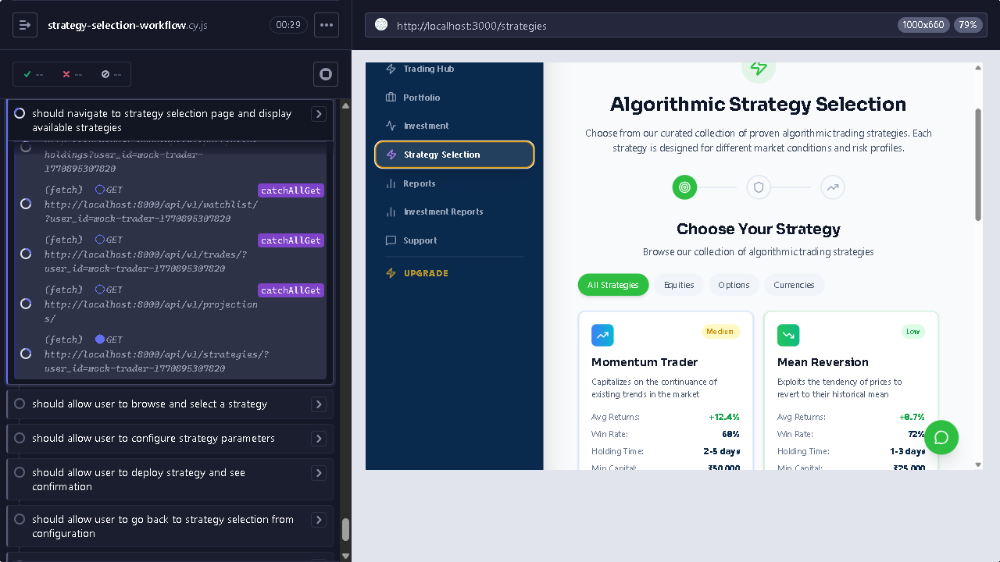 strategy-selection-workflow.cy.js
00:29
http://localhost:3000/strategies
1000x660
79%
--
--
--
should navigate to strategy selection page and display
available strategies
holdings?user_id=mock-trader-
1770895307820
(fetch) GET
catchAllGet
http://localhost:8000/api/v1/watchlist/
?user_id=mock-trader-1770895307820
(fetch) GET
catchAllGet
http://localhost:8000/api/v1/trades/?
user_id=mock-trader-1770895307820
(fetch) GET
catchAllGet
http://localhost:8000/api/v1/projection
s/
(fetch) GET
http://localhost:8000/api/v1/strategies/?
user_id=mock-trader-1770895307820
should allow user to browse and select a strategy
should allow user to configure strategy parameters
should allow user to deploy strategy and see
confirmation
should allow user to go back to strategy selection from
configuration
Trading Hub
Portfolio
Investment
Strategy Selection
Reports
Investment Reports
Support
UPGRADE
Algorithmic Strategy Selection
Choose from our curated collection of proven algorithmic trading strategies. Each
strategy is designed for different market conditions and risk profiles.
Choose Your Strategy
Browse our collection of algorithmic trading strategies
All Strategies
Equities
Options
Currencies
Medium
Momentum Trader
Capitalizes on the continuance of
existing trends in the market
Avg Returns: +12.4%
Win Rate: 68%
Holding Time: 2-5 days
Min Capital: ₹50,000
Low
Mean Reversion
Exploits the tendency of prices to
revert to their historical mean
Avg Returns: +8.7%
Win Rate: 72%
Holding Time: 1-3 days
Min Capital: ₹25,000